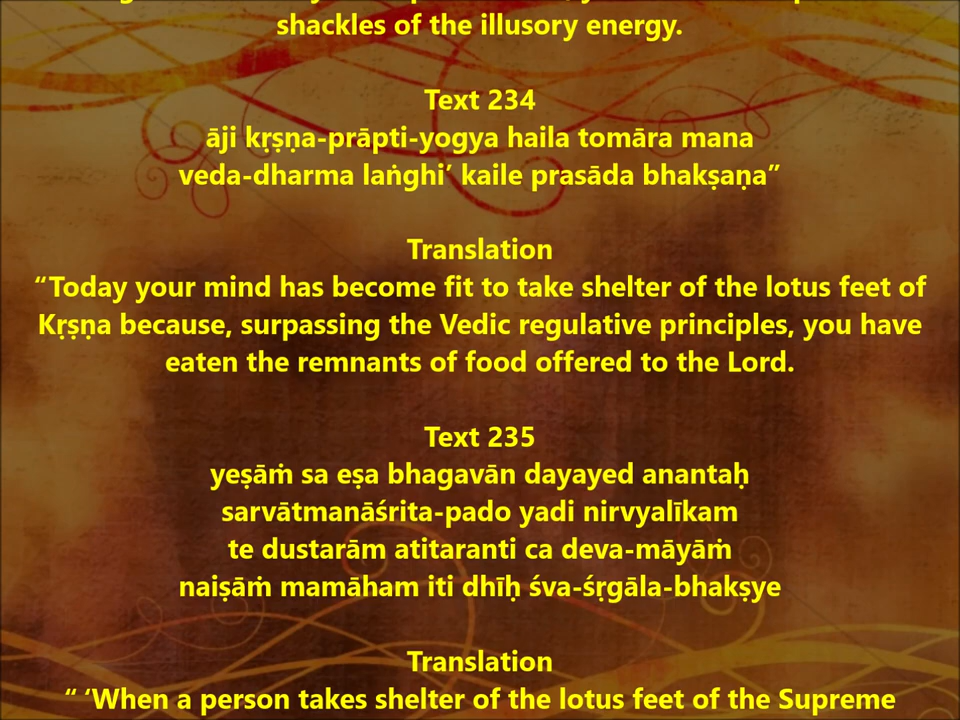 shackles of the illusory energy.
Text 234
āji kṛṣṇa-prāpti-yogya haila tomāra mana
veda-dharma laṅghi’ kaile prasāda bhakṣaṇa”
Translation
“Today your mind has become fit to take shelter of the lotus feet of
Kṛṣṇa because, surpassing the Vedic regulative principles, you have
eaten the remnants of food offered to the Lord.
Text 235
yeṣāṁ sa eṣa bhagavān dayayed anantaḥ
sarvātmanāśrita-pado yadi nirvyalīkam
te dustarām atitaranti ca deva-māyāṁ
naiṣāṁ mamāham iti dhīḥ śva-śṛgāla-bhakṣye
Translation
“ ‘When a person takes shelter of the lotus feet of the Supreme